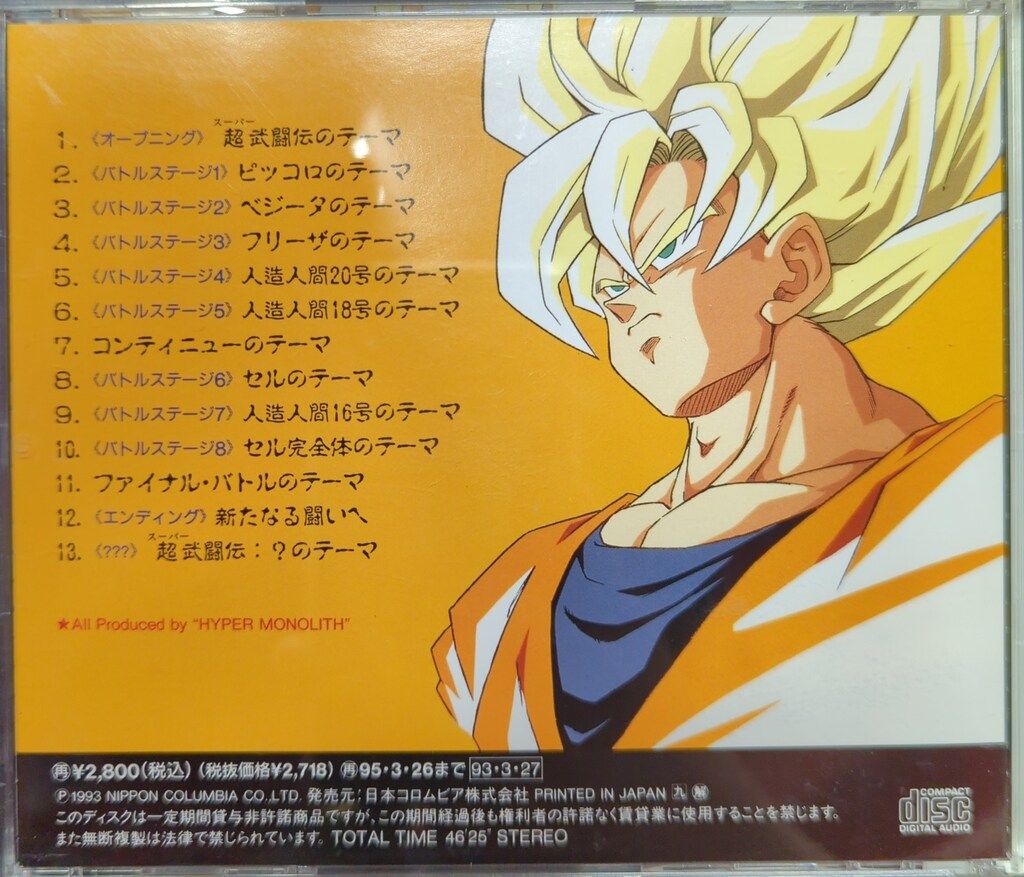 スーパー
1. 《オープニング》 超武闘伝のテーマ
2. 《バトルステージ1》 ピッコロのテーマ
3. 《バトルステージ2》 ベジータのテーマ
4. 《バトルステージ3》 フリーザのテーマ
5. 《バトルステージ4》 人造人間20号のテーマ
6. 《バトルステージ5》 人造人間18号のテーマ
7. コンティニューのテーマ
8. 《バトルステージ6》 セルのテーマ
9. 《バトルステージ7》 人造人間16号のテーマ
10. 《バトルステージ8》 セル完全体のテーマ
11. ファイナル・バトルのテーマ
12. 《エンディング》 新たなる闘いへ
スーパー
13. 《???》 超武闘伝:?のテーマ
★All Produced by "HYPER MONOLITH"
㊢¥2,800(税込) (税抜価格¥2,718) 再95・3・26まで 93・3・27
Ⓟ1993 NIPPON COLUMBIA CO.,LTD. 発売元:日本コロムビア株式会社 PRINTED IN JAPAN 九 解
このディスクは一定期間貸与非許諾商品ですが、この期間経過後も権利者の許諾なく賃貸業に使用することを禁じます。
また無断複製は法律で禁じられています。 TOTAL TIME 46'25" STEREO
COMPACT
disc
DIGITAL AUDIO